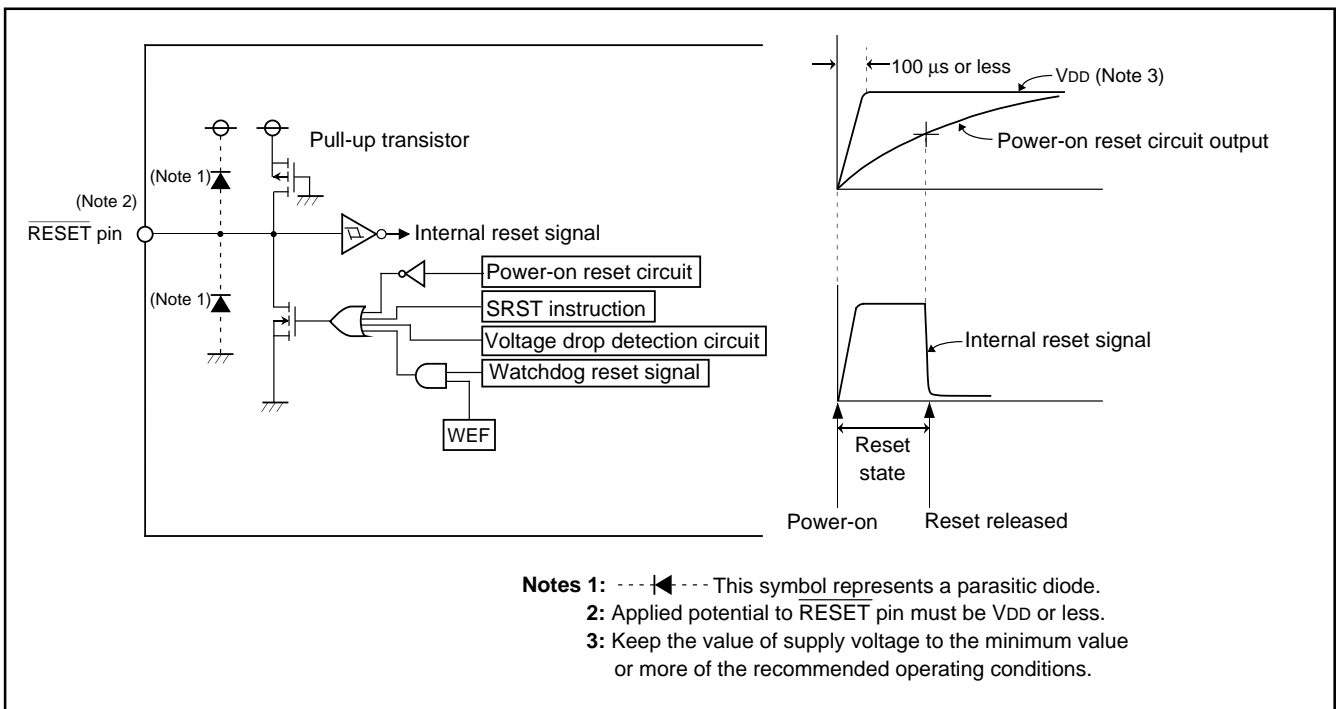 100 μs or less
VDD (Note 3)
Power-on reset circuit output
Pull-up transistor
(Note 1)
(Note 2)
RESET pin
Internal reset signal
(Note 1)
Power-on reset circuit
SRST instruction
Voltage drop detection circuit
Watchdog reset signal
WEF
Internal reset signal
Reset
state
Power-on
Reset released
Notes 1: This symbol represents a parasitic diode.
2: Applied potential to RESET pin must be VDD or less.
3: Keep the value of supply voltage to the minimum value
or more of the recommended operating conditions.